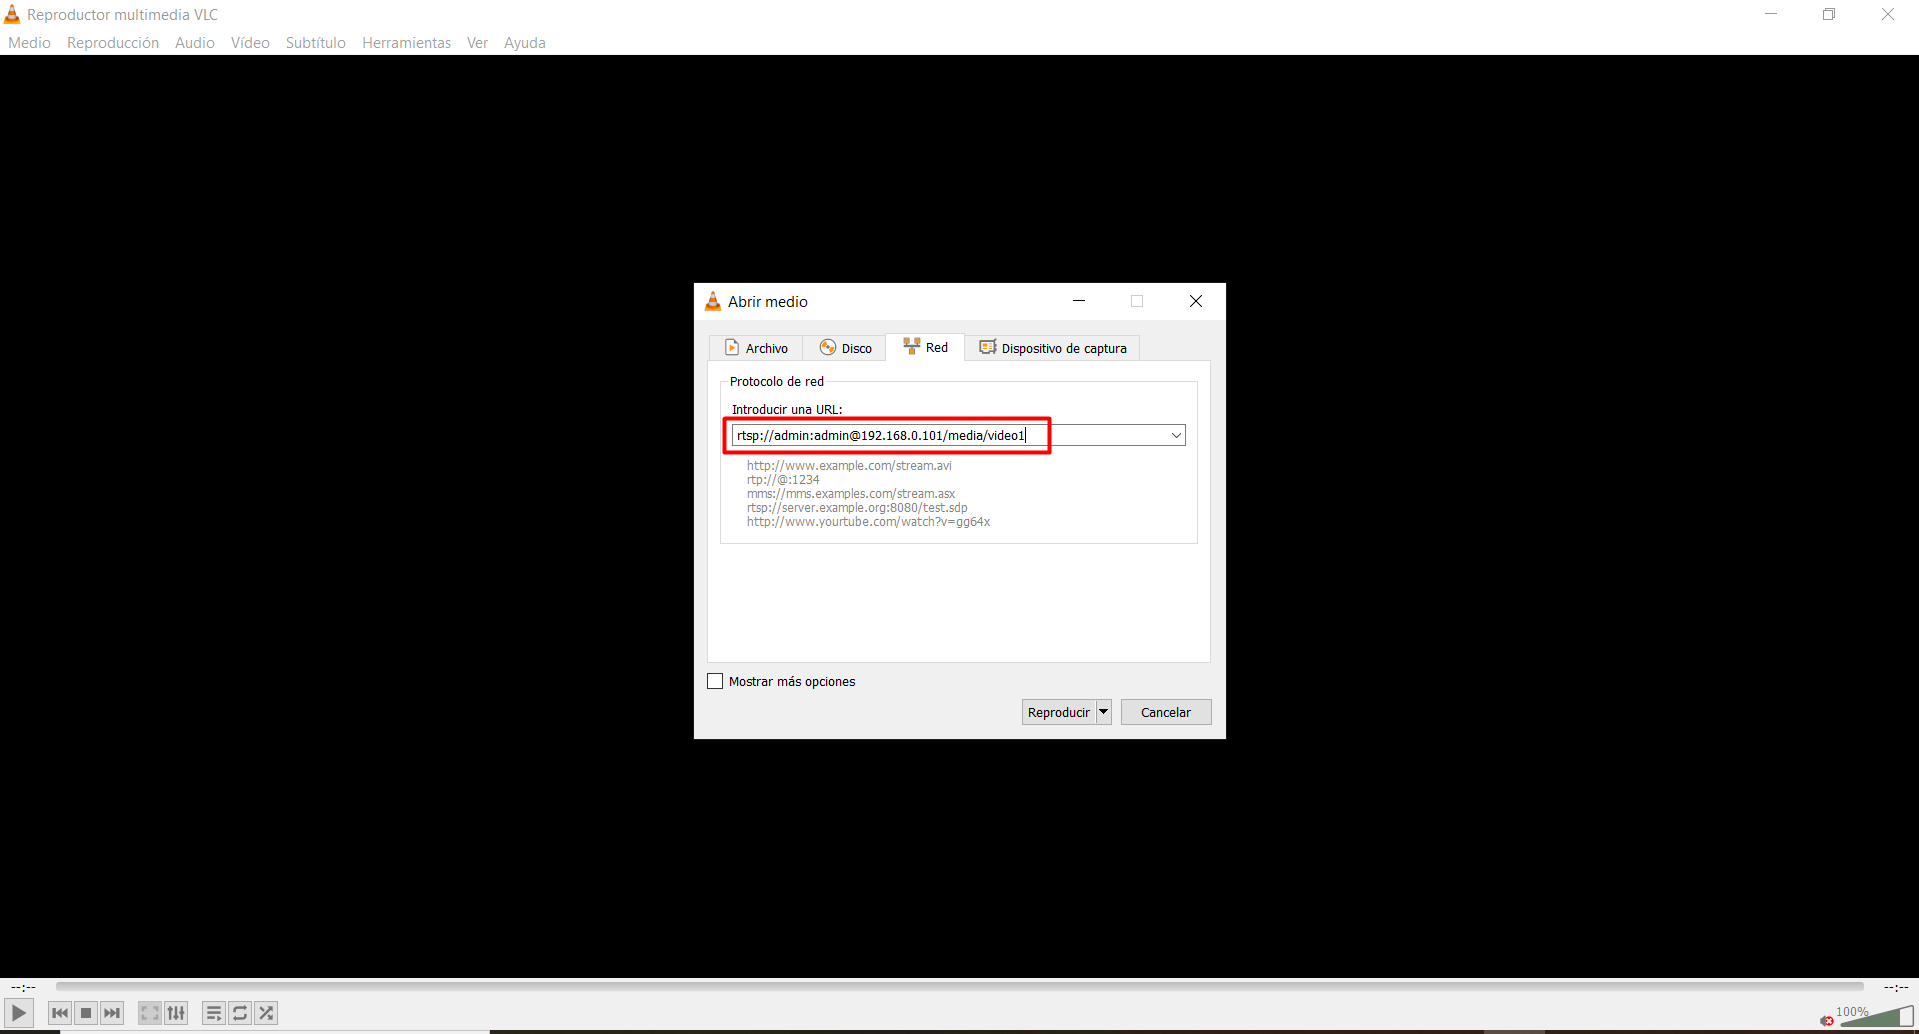 Reproductor multimedia VLC
Medio Reproducción Audio Vídeo Subtítulo Herramientas Ver Ayuda
Abrir medio
Archivo Disco Red Dispositivo de captura
Protocolo de red
Introducir una URL:
rtsp://admin:admin@192.168.0.101/media/video1
http://www.example.com/stream.avi
rtp://@:1234
mms://mms.examples.com/stream.asx
rtsp://server.example.org:8080/test.sdp
http://www.yourtube.com/watch?v=gg64x
Mostrar más opciones
Reproducir Cancelar
--:-- --:--
100%